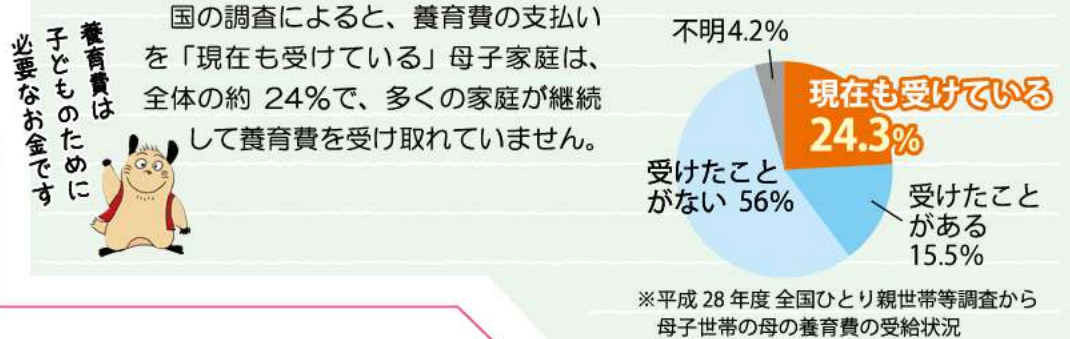 養育費は
子どものために
必要なお金です
国の調査によると、養育費の支払い
を「現在も受けている」母子家庭は、
全体の約 24%で、多くの家庭が継続
して養育費を受け取れていません。
不明4.2%
現在も受けている
24.3%
受けたこと
がない 56%
受けたこと
がある
15.5%
※平成 28 年度 全国ひとり親世帯等調査から
母子世帯の母の養育費の受給状況